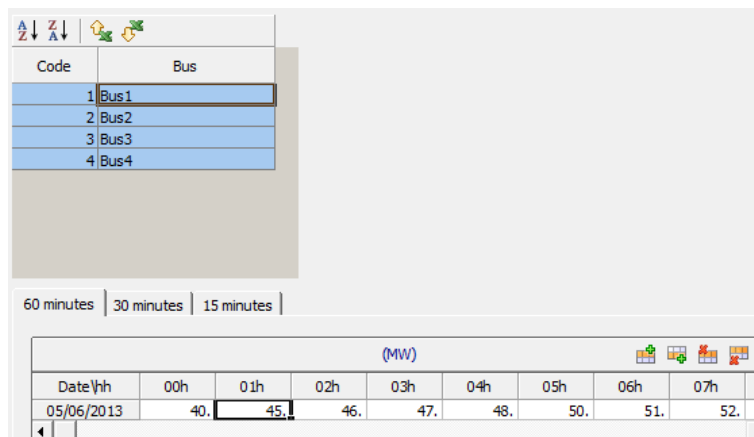 Code Bus
1 Bus1
2 Bus2
3 Bus3
4 Bus4
60 minutes 30 minutes 15 minutes
(MW)
Date\hh 00h 01h 02h 03h 04h 05h 06h 07h
05/06/2013 40. 45. 46. 47. 48. 50. 51. 52.